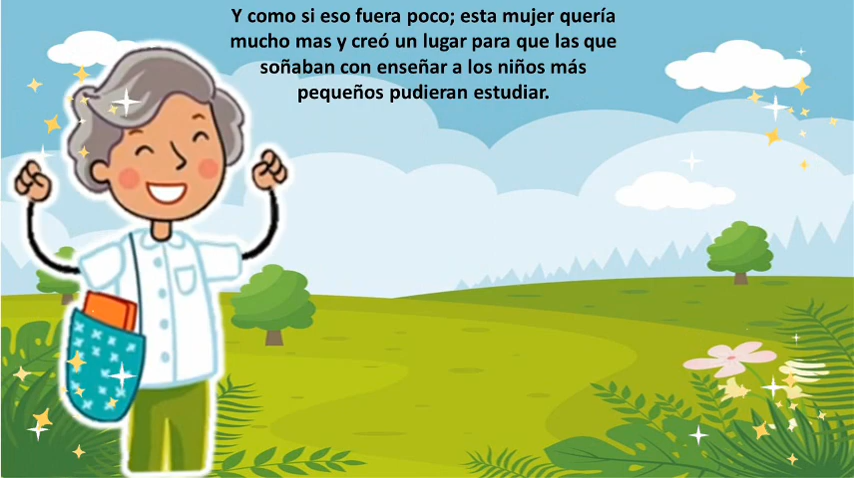 Y como si eso fuera poco; esta mujer quería
mucho mas y creó un lugar para que las que
soñaban con enseñar a los niños más
pequeños pudieran estudiar.